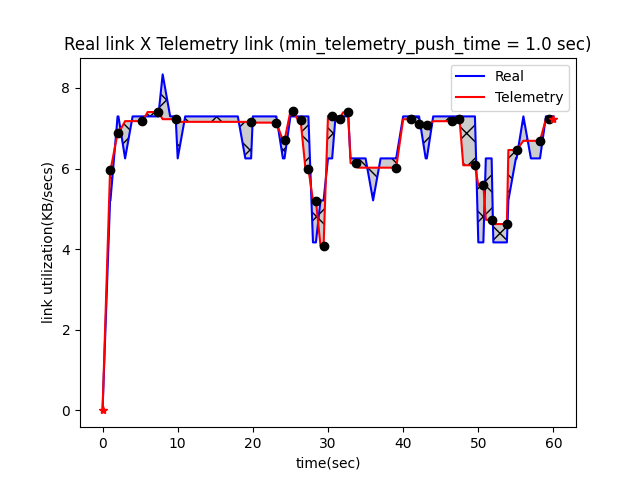 Real link X Telemetry link (min_telemetry_push_time = 1.0 sec)
Real
Telemetry
8
6
4
2
0
link utilization(KB/secs)
0 10 20 30 40 50 60
time(sec)